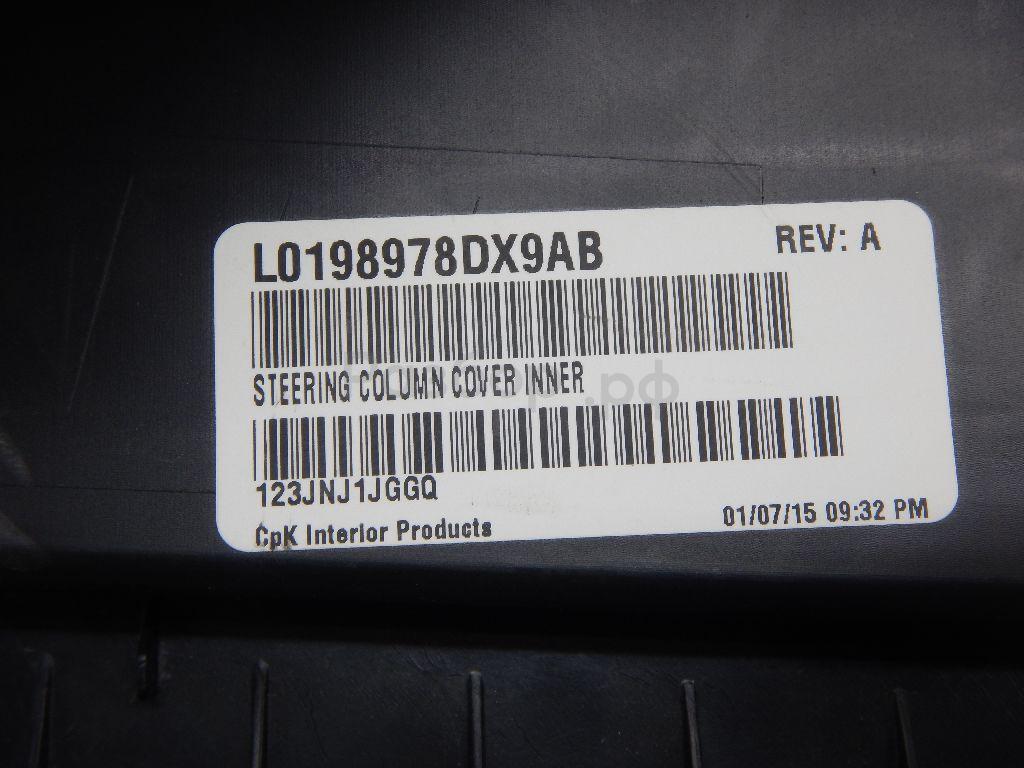 L0198978DX9AB
REV: A
STEERING COLUMN COVER INNER
123JNJ1JGGQ
CpK Interior Products
01/07/15 09:32 PM